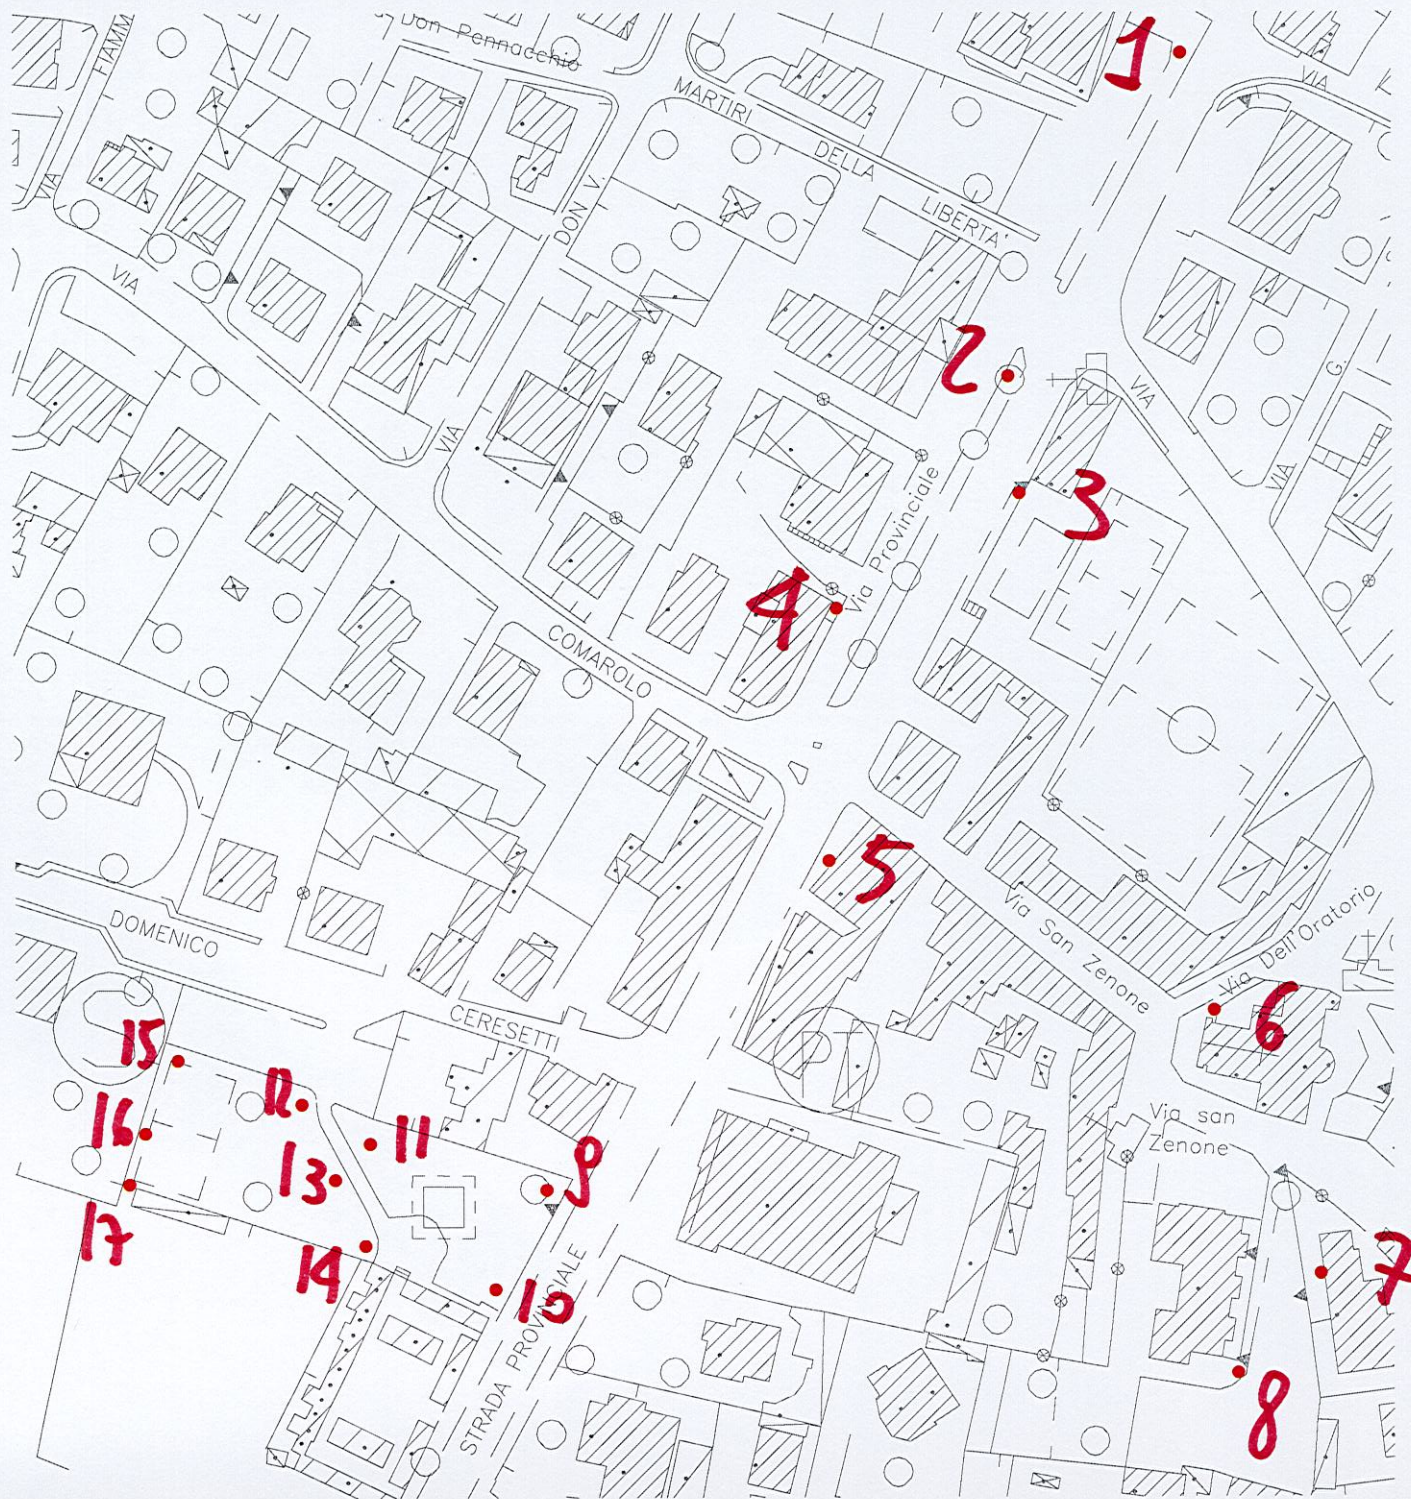 Don Pennacchio
1
FIAMM
MARTIRI
VIA
DELLA
VIA
LIBERTA'
DON V.
VIA
2
G.
VIA
VIA
VIA
3
Via Provinciale
4
COMAROLO
5
Via San Zenone
Via Dell'Oratorio
DOMENICO
6
CERESETTI
15
PT
12
16
11
Via san
Zenone
13
9
17
14
7
10
STRADA PROVINCIALE
8